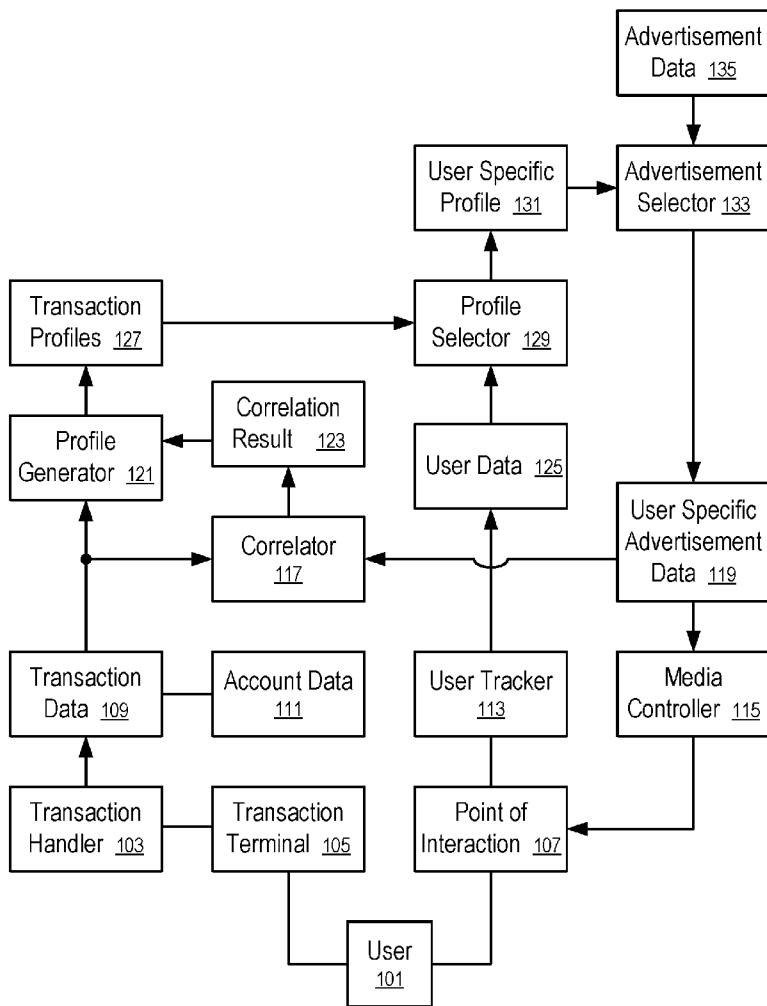 Advertisement
Data 135
User Specific
Profile 131
Advertisement
Selector 133
Transaction
Profiles 127
Profile
Selector 129
Correlation
Result 123
Profile
Generator 121
User Data 125
User Specific
Advertisement
Data 119
Correlator
117
Transaction
Data 109
Account Data
111
User Tracker
113
Media
Controller 115
Transaction
Handler 103
Transaction
Terminal 105
Point of
Interaction 107
User
101